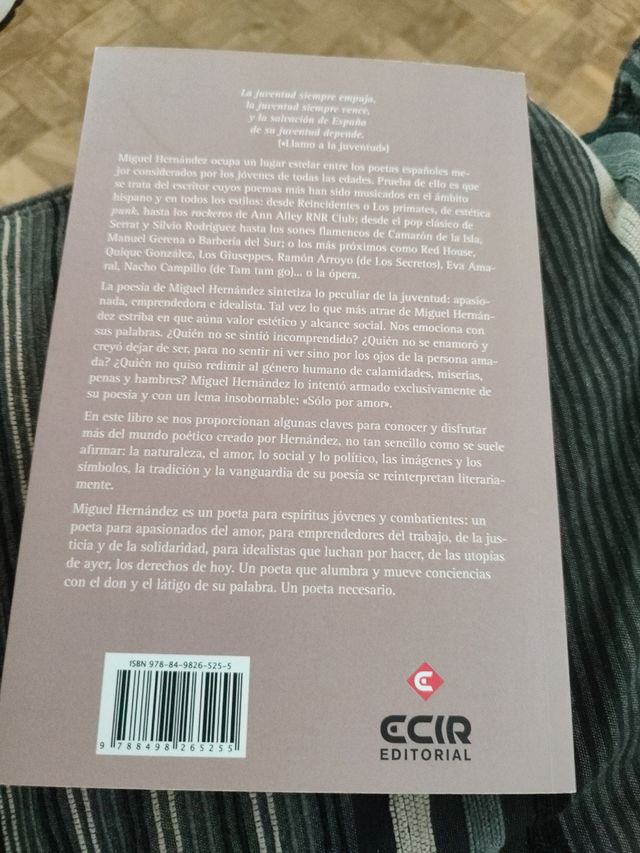 La juventud siempre empuja,
la juventud siempre vence,
y la salvación de España
de su juventud depende.
(«Llamo a la juventud»)
Miguel Hernández ocupa un lugar estelar entre los poetas españoles me-
jor considerados por los jóvenes de todas las edades. Prueba de ello es que
se trata del escritor cuyos poemas más han sido musicados en el ámbito
hispano y en todos los estilos: desde Reincidentes o Los primates, de estética
punk, hasta los rockeros de Ann Alley RNR Club; desde el pop clásico de
Serrat y Silvio Rodríguez hasta los sones flamencos de Camarón de la Isla,
Manuel Gerena o Barbería del Sur; o los más próximos como Red House,
Quique González, Los Giuseppes, Ramón Arroyo (de Los Secretos), Eva Ama-
ral, Nacho Campillo (de Tam tam go)... o la ópera.
La poesía de Miguel Hernández sintetiza lo peculiar de la juventud: apasio-
nada, emprendedora e idealista. Tal vez lo que más atrae de Miguel Hernán-
dez estriba en que aúna valor estético y alcance social. Nos emociona con
sus palabras. ¿Quién no se sintió incomprendido? ¿Quién no se enamoró y
creyó dejar de ser, para no sentir ni ver sino por los ojos de la persona ama-
da? ¿Quién no quiso redimir al género humano de calamidades, miserias,
penas y hambres? Miguel Hernández lo intentó armado exclusivamente de
su poesía y con un lema insobornable: «Sólo por amor».
En este libro se nos proporcionan algunas claves para conocer y disfrutar
más del mundo poético creado por Hernández, no tan sencillo como se suele
afirmar: la naturaleza, el amor, lo social y lo político, las imágenes y los
símbolos, la tradición y la vanguardia de su poesía se reinterpretan literaria-
mente.
Miguel Hernández es un poeta para espíritus jóvenes y combatientes: un
poeta para apasionados del amor, para emprendedores del trabajo, de la jus-
ticia y de la solidaridad, para idealistas que luchan por hacer, de las utopías
de ayer, los derechos de hoy. Un poeta que alumbra y mueve conciencias
con el don y el látigo de su palabra. Un poeta necesario.
ISBN 978-84-9826-525-5
9 788498 265255
ECIR
EDITORIAL